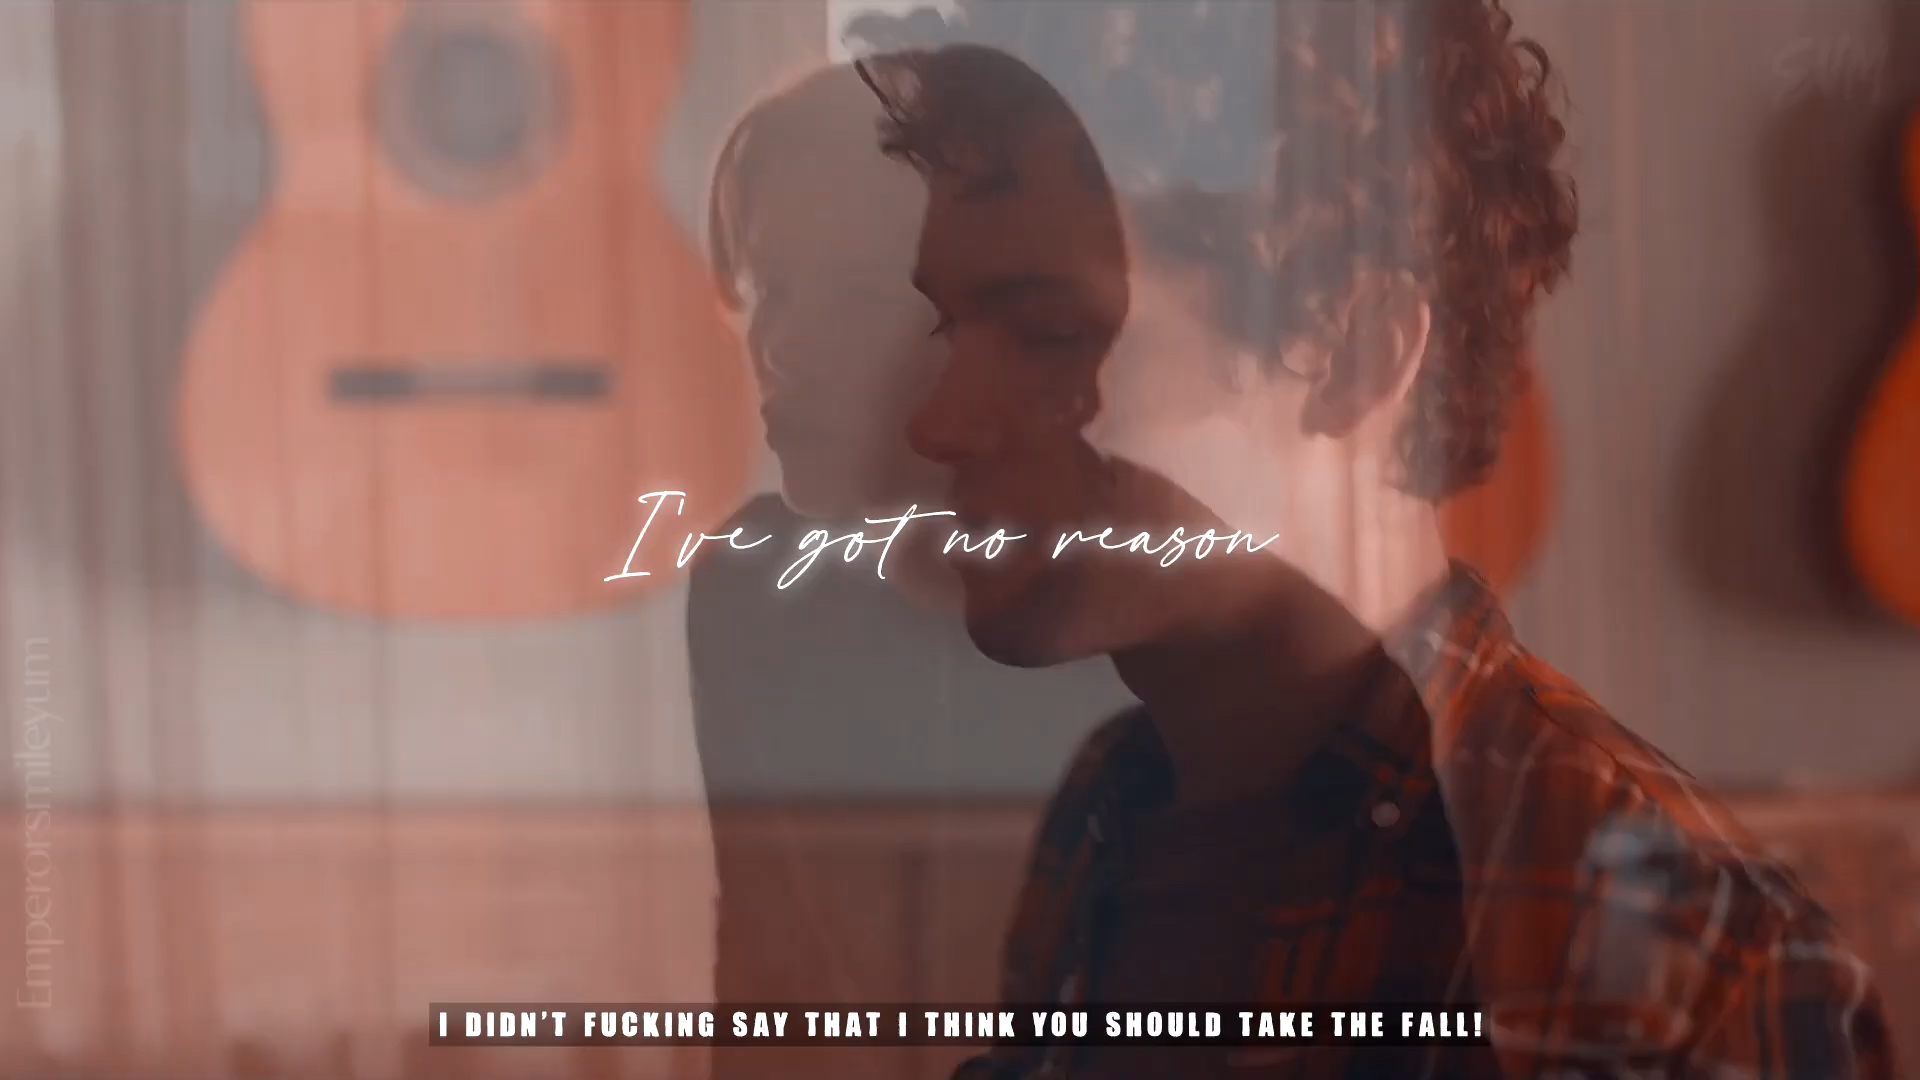 I've got no reason
Emperorsmileyum
I DIDN'T FUCKING SAY THAT I THINK YOU SHOULD TAKE THE FALL!